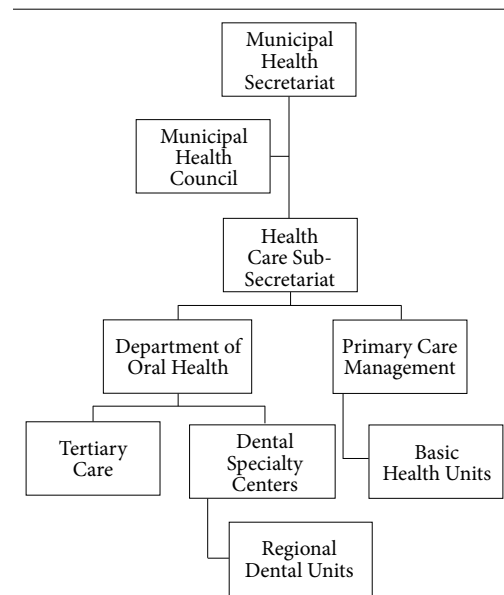 Municipal
Health
Secretariat
Municipal
Health
Council
Health
Care Sub-
Secretariat
Department of
Oral Health
Primary Care
Management
Tertiary
Care
Dental
Specialty
Centers
Basic
Health Units
Regional
Dental Units